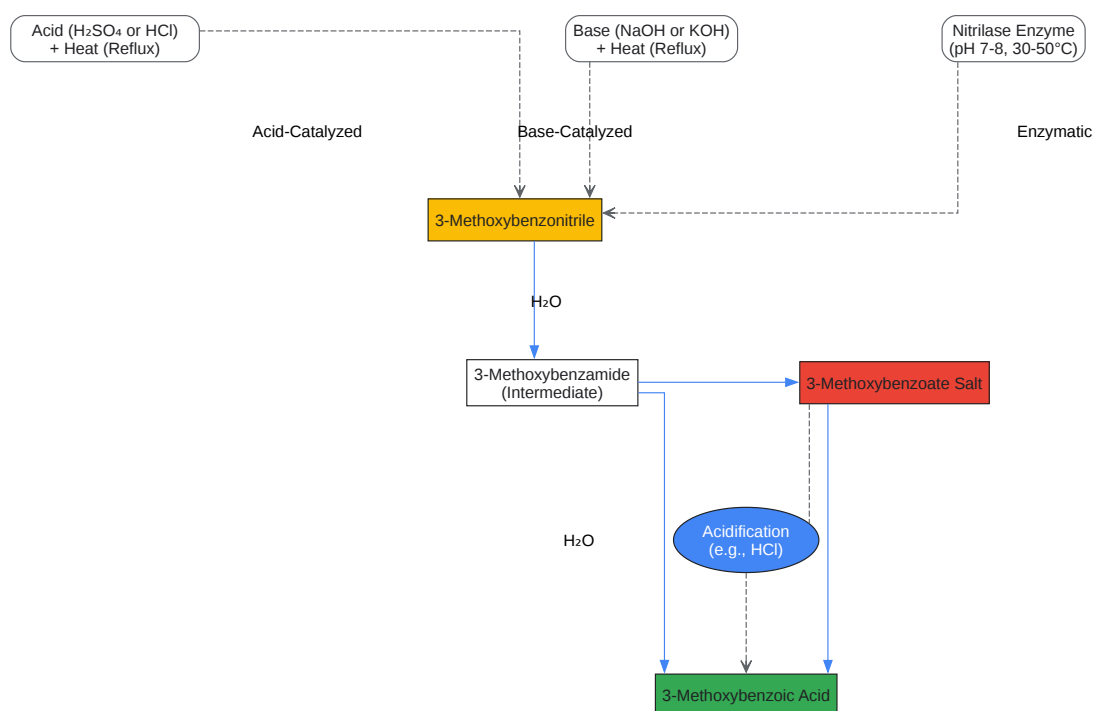 Acid (H₂SO₄ or HCl)
+ Heat (Reflux)
Base (NaOH or KOH)
+ Heat (Reflux)
Nitrilase Enzyme
(pH 7-8, 30-50°C)
Acid-Catalyzed
Base-Catalyzed
Enzymatic
3-Methoxybenzonitrile
H₂O
3-Methoxybenzamide
(Intermediate)
3-Methoxybenzoate Salt
H₂O
Acidification
(e.g., HCl)
3-Methoxybenzoic Acid